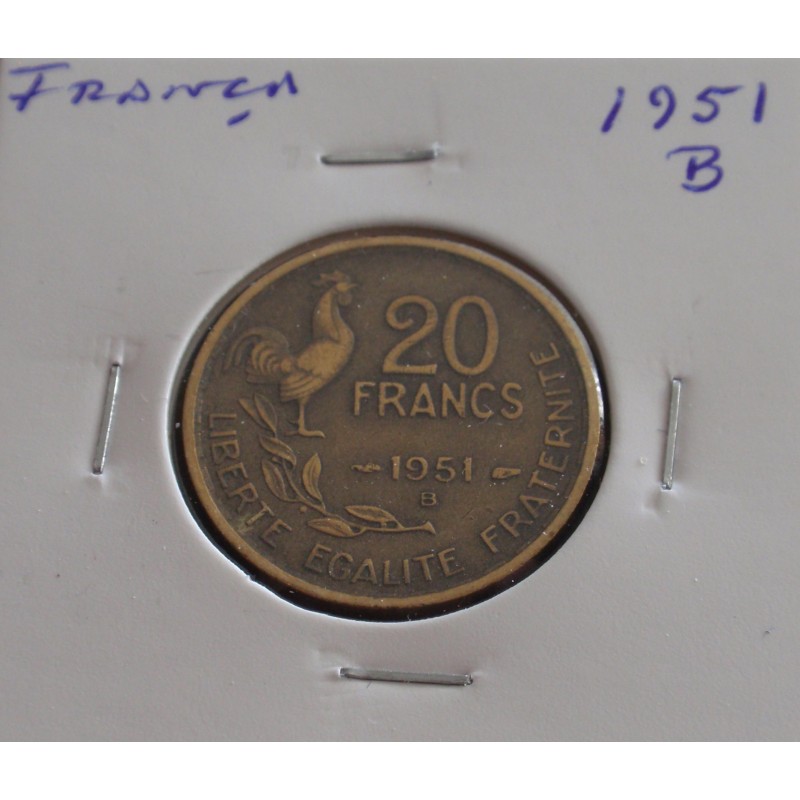 França
1951
B
20
FRANCS
1951
B
LIBERTE EGALITE FRATERNITE